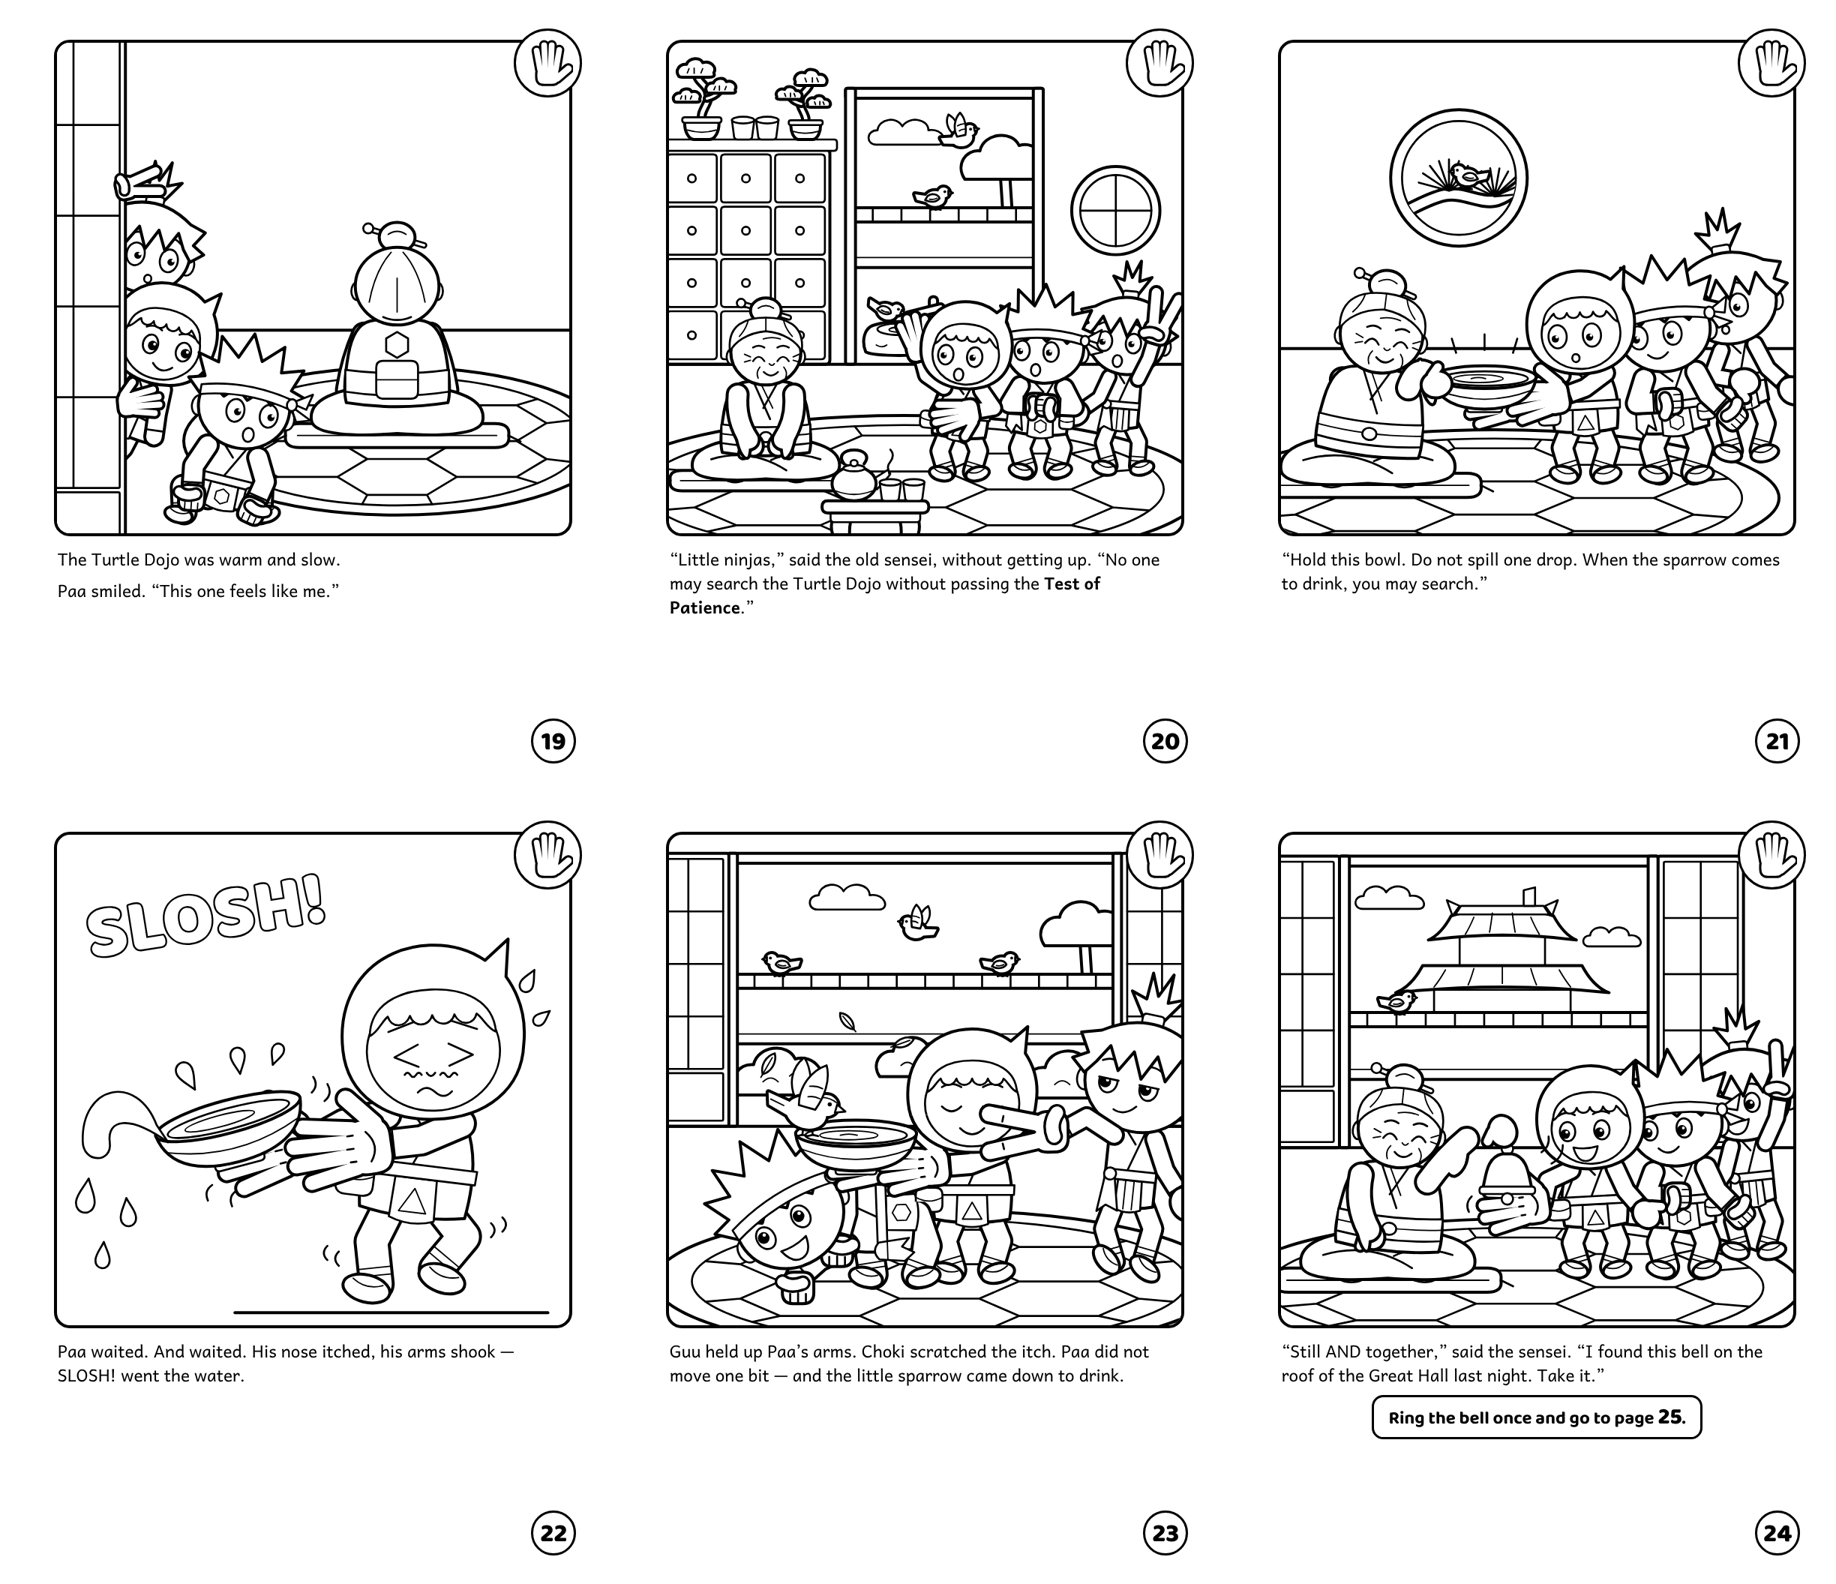 The Turtle Dojo was warm and slow.
Paa smiled. “This one feels like me.”
19
“Little ninjas,” said the old sensei, without getting up. “No one
may search the Turtle Dojo without passing the Test of
Patience.”
20
“Hold this bowl. Do not spill one drop. When the sparrow comes
to drink, you may search.”
21
SLOSH!
Paa waited. And waited. His nose itched, his arms shook —
SLOSH! went the water.
22
Guu held up Paa’s arms. Choki scratched the itch. Paa did not
move one bit — and the little sparrow came down to drink.
23
“Still AND together,” said the sensei. “I found this bell on the
roof of the Great Hall last night. Take it.”
Ring the bell once and go to page 25.
24